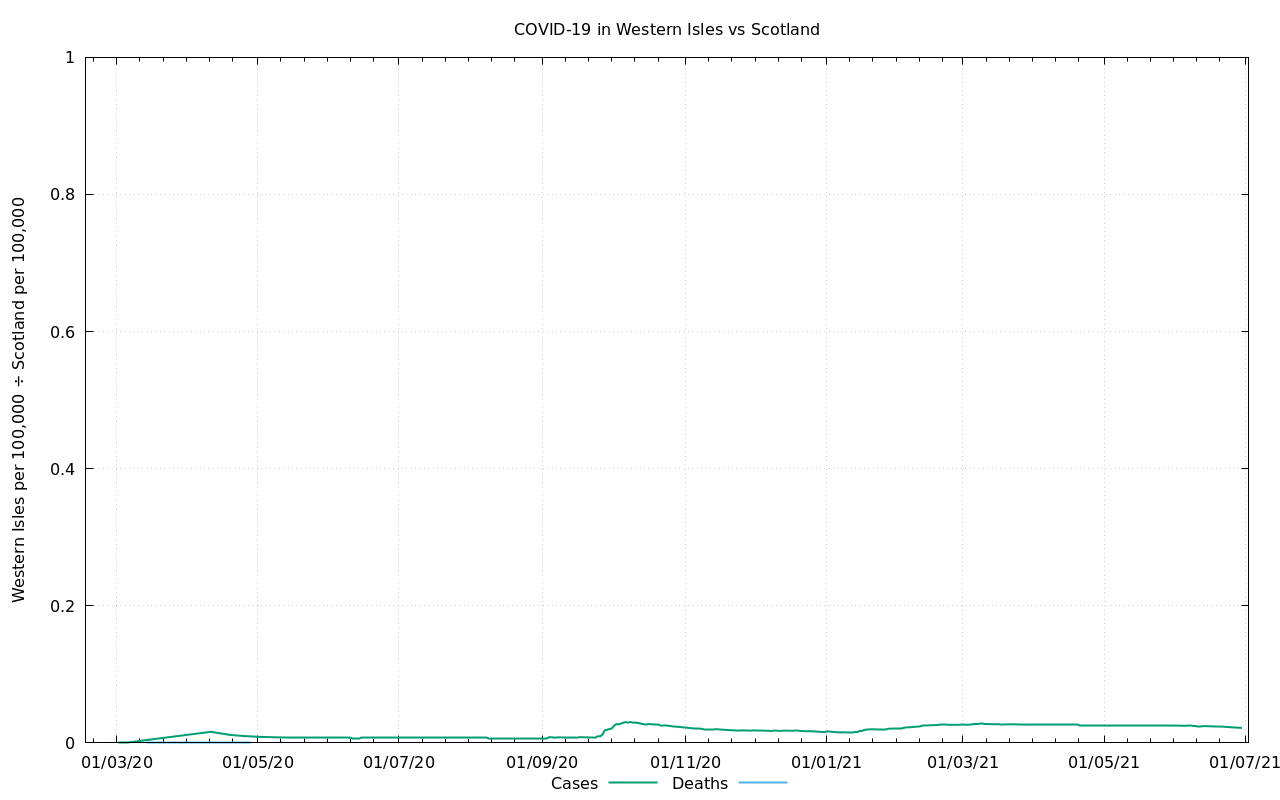 COVID-19 in Western Isles vs Scotland
Western Isles per 100,000 ÷ Scotland per 100,000
1
0.8
0.6
0.4
0.2
0
01/03/20 01/05/20 01/07/20 01/09/20 01/11/20 01/01/21 01/03/21 01/05/21 01/07/21
Cases Deaths